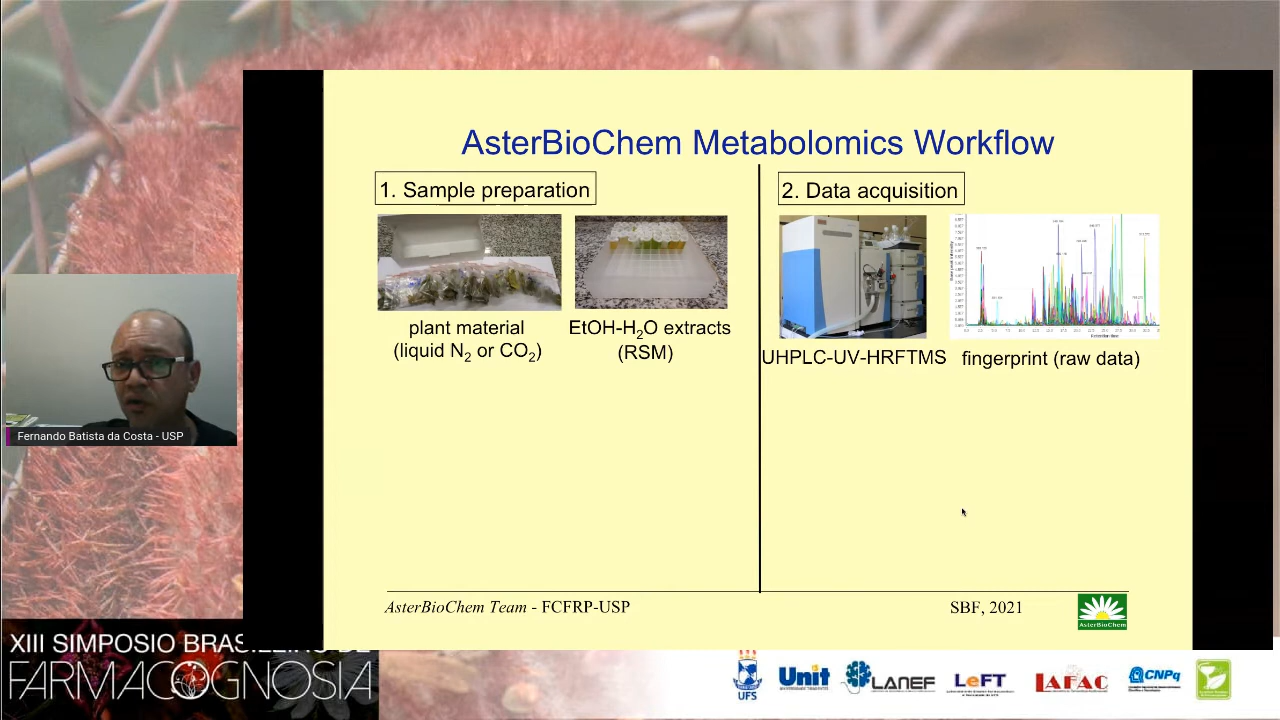 AsterBioChem Metabolomics Workflow
1. Sample preparation
2. Data acquisition
plant material
(liquid N2 or CO2)
EtOH-H2O extracts
(RSM)
UHPLC-UV-HRFTMS
fingerprint (raw data)
Fernando Batista da Costa - USP
AsterBioChem Team - FCFRP-USP
SBF, 2021
AsterBioChem
XIII SIMPOSIO BRASILEIRO DE
FARMACOGNOSIA
UFS
Unit
LANEF
LeFT
LAFAC
CNPq